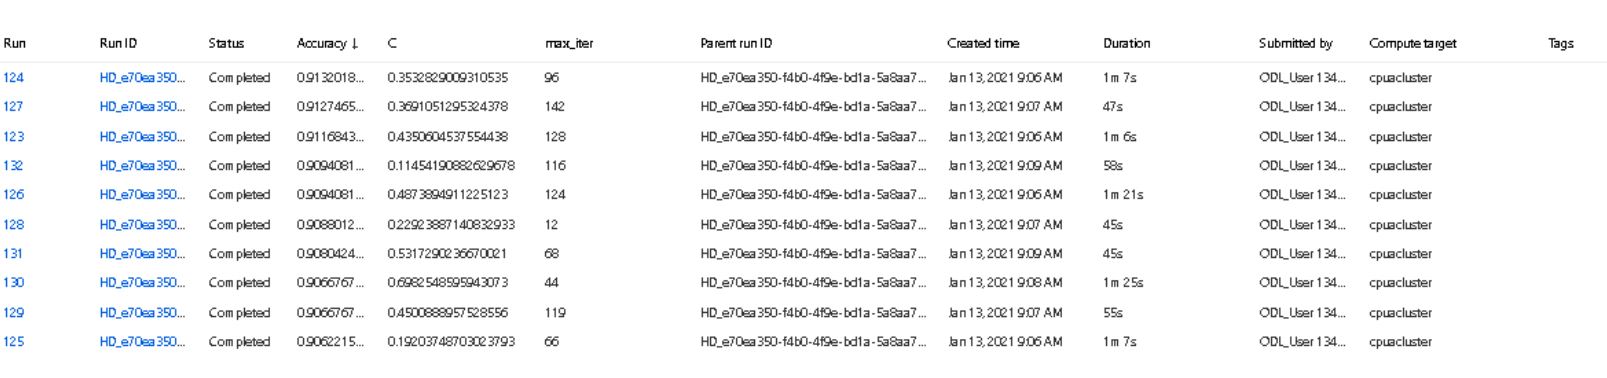 Run Run ID Status Accuracy ↓ C max_iter Parent run ID Created time Duration Submitted by Compute target Tags
124 HD_e70ea350... Completed 0.9132018... 0.3532829009310535 96 HD_e70ea350-f4b0-4f9e-bd1a-5a8aa7... Jan 13, 2021 9:06 AM 1m 7s ODL_User 134... cpuacluster
127 HD_e70ea350... Completed 0.9127465... 0.3691051295324378 142 HD_e70ea350-f4b0-4f9e-bd1a-5a8aa7... Jan 13, 2021 9:07 AM 47s ODL_User 134... cpuacluster
123 HD_e70ea350... Completed 0.9116843... 0.4350604537554438 128 HD_e70ea350-f4b0-4f9e-bd1a-5a8aa7... Jan 13, 2021 9:06 AM 1m 6s ODL_User 134... cpuacluster
132 HD_e70ea350... Completed 0.9094081... 0.11454190882629678 116 HD_e70ea350-f4b0-4f9e-bd1a-5a8aa7... Jan 13, 2021 9:09 AM 58s ODL_User 134... cpuacluster
126 HD_e70ea350... Completed 0.9094081... 0.4873894911225123 124 HD_e70ea350-f4b0-4f9e-bd1a-5a8aa7... Jan 13, 2021 9:06 AM 1m 21s ODL_User 134... cpuacluster
128 HD_e70ea350... Completed 0.9088012... 0.22923887140832933 12 HD_e70ea350-f4b0-4f9e-bd1a-5a8aa7... Jan 13, 2021 9:07 AM 45s ODL_User 134... cpuacluster
131 HD_e70ea350... Completed 0.9080424... 0.5317290236670021 68 HD_e70ea350-f4b0-4f9e-bd1a-5a8aa7... Jan 13, 2021 9:09 AM 45s ODL_User 134... cpuacluster
130 HD_e70ea350... Completed 0.9066767... 0.6982548595943073 44 HD_e70ea350-f4b0-4f9e-bd1a-5a8aa7... Jan 13, 2021 9:08 AM 1m 25s ODL_User 134... cpuacluster
129 HD_e70ea350... Completed 0.9066767... 0.4500888957528556 119 HD_e70ea350-f4b0-4f9e-bd1a-5a8aa7... Jan 13, 2021 9:07 AM 55s ODL_User 134... cpuacluster
125 HD_e70ea350... Completed 0.9062215... 0.19203748703023793 66 HD_e70ea350-f4b0-4f9e-bd1a-5a8aa7... Jan 13, 2021 9:06 AM 1m 7s ODL_User 134... cpuacluster